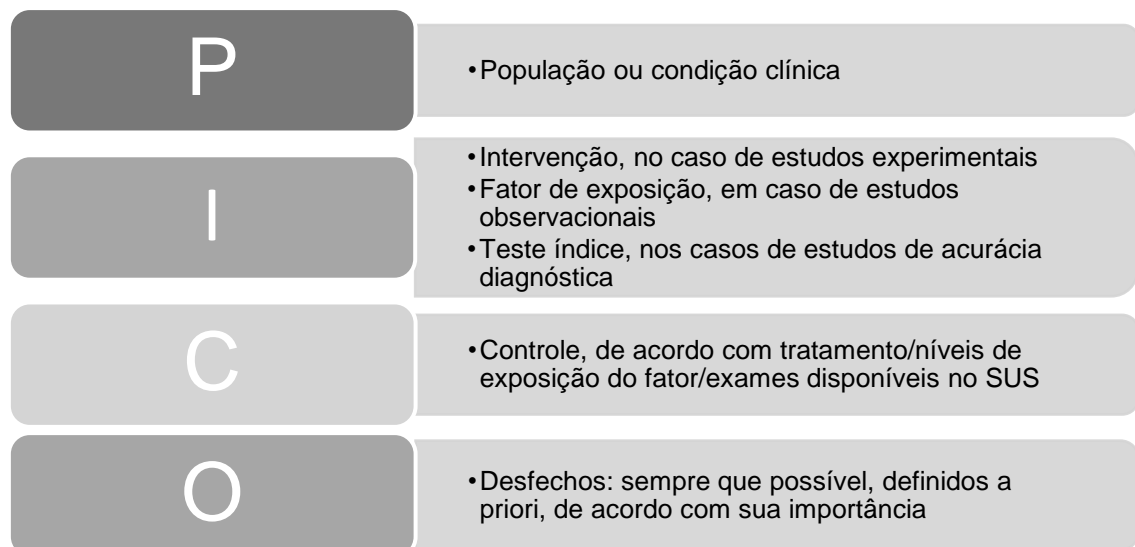 P
•População ou condição clínica
I
•Intervenção, no caso de estudos experimentais
•Fator de exposição, em caso de estudos
observacionais
•Teste índice, nos casos de estudos de acurácia
diagnóstica
C
•Controle, de acordo com tratamento/níveis de
exposição do fator/exames disponíveis no SUS
O
•Desfechos: sempre que possível, definidos a
priori, de acordo com sua importância